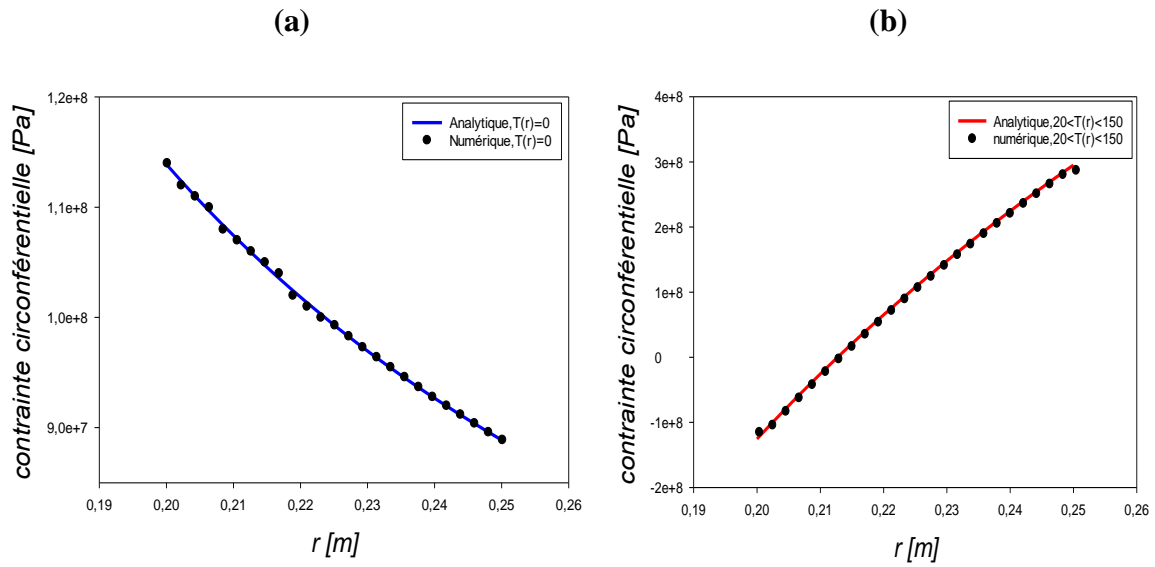 (a)
(b)
contrainte circonférentielle [Pa]
1,2e+8
1,1e+8
1,0e+8
9,0e+7
0,19
0,20
0,21
0,22
0,23
0,24
0,25
0,26
r [m]
Analytique,T(r)=0
Numérique,T(r)=0
contrainte circonférentielle [Pa]
4e+8
3e+8
2e+8
1e+8
0
-1e+8
-2e+8
0,19
0,20
0,21
0,22
0,23
0,24
0,25
0,26
r [m]
Analytique,20<T(r)<150
numérique,20<T(r)<150